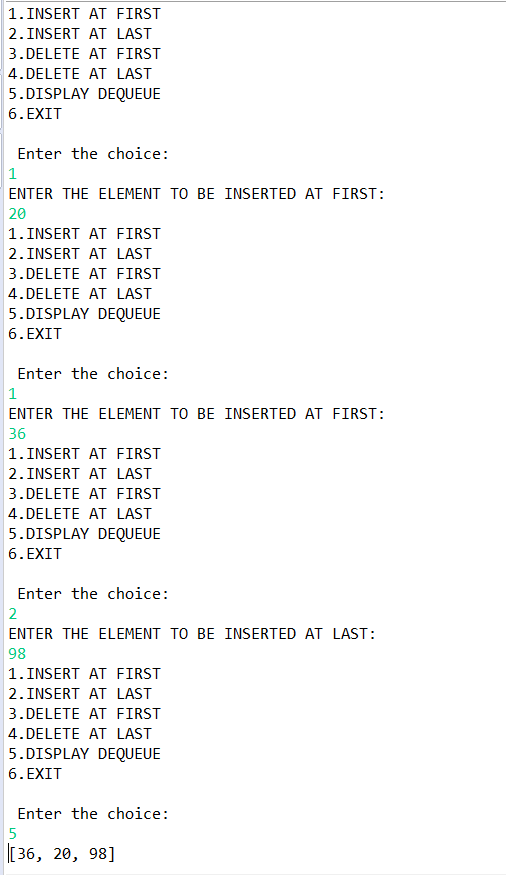 1.INSERT AT FIRST
2.INSERT AT LAST
3.DELETE AT FIRST
4.DELETE AT LAST
5.DISPLAY DEQUEUE
6.EXIT
Enter the choice:
1
ENTER THE ELEMENT TO BE INSERTED AT FIRST:
20
1.INSERT AT FIRST
2.INSERT AT LAST
3.DELETE AT FIRST
4.DELETE AT LAST
5.DISPLAY DEQUEUE
6.EXIT
Enter the choice:
1
ENTER THE ELEMENT TO BE INSERTED AT FIRST:
36
1.INSERT AT FIRST
2.INSERT AT LAST
3.DELETE AT FIRST
4.DELETE AT LAST
5.DISPLAY DEQUEUE
6.EXIT
Enter the choice:
2
ENTER THE ELEMENT TO BE INSERTED AT LAST:
98
1.INSERT AT FIRST
2.INSERT AT LAST
3.DELETE AT FIRST
4.DELETE AT LAST
5.DISPLAY DEQUEUE
6.EXIT
Enter the choice:
5
[36, 20, 98]